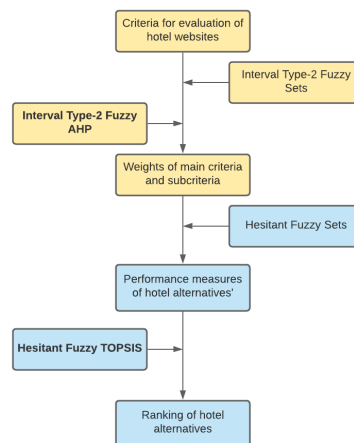 Criteria for evaluation of
hotel websites
Interval Type-2 Fuzzy
Sets
Interval Type-2 Fuzzy
AHP
Weights of main criteria
and subcriteria
Hesitant Fuzzy Sets
Performance measures
of hotel alternatives'
Hesitant Fuzzy TOPSIS
Ranking of hotel
alternatives